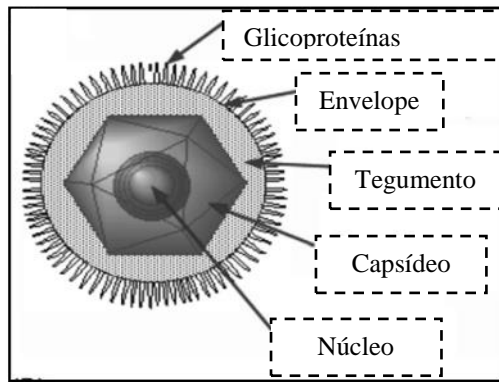 Glicoproteínas
Envelope
Tegumento
Capsídeo
Núcleo